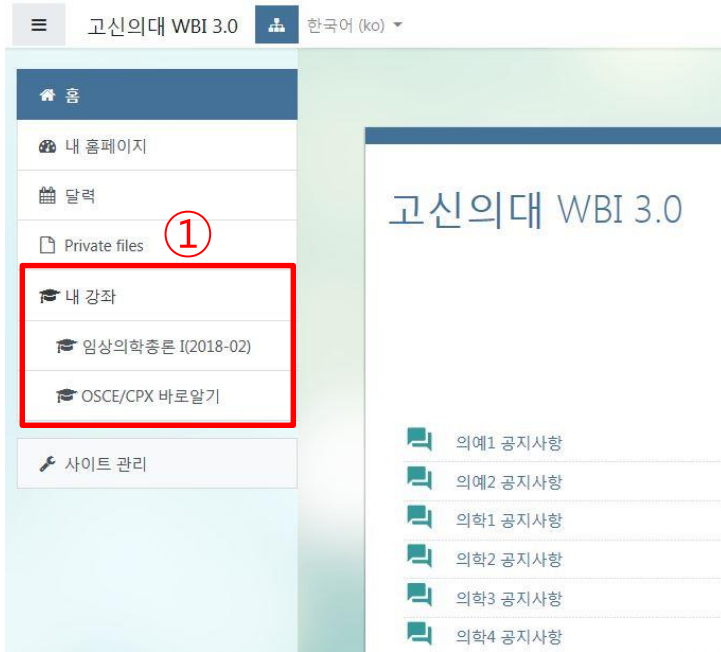 고신의대 WBI 3.0 한국어 (ko)
홈
내 홈페이지
달력
Private files
①
내 강좌
임상의학총론 I(2018-02)
OSCE/CPX 바로알기
사이트 관리
고신의대 WBI 3.0
의예1 공지사항
의예2 공지사항
의학1 공지사항
의학2 공지사항
의학3 공지사항
의학4 공지사항